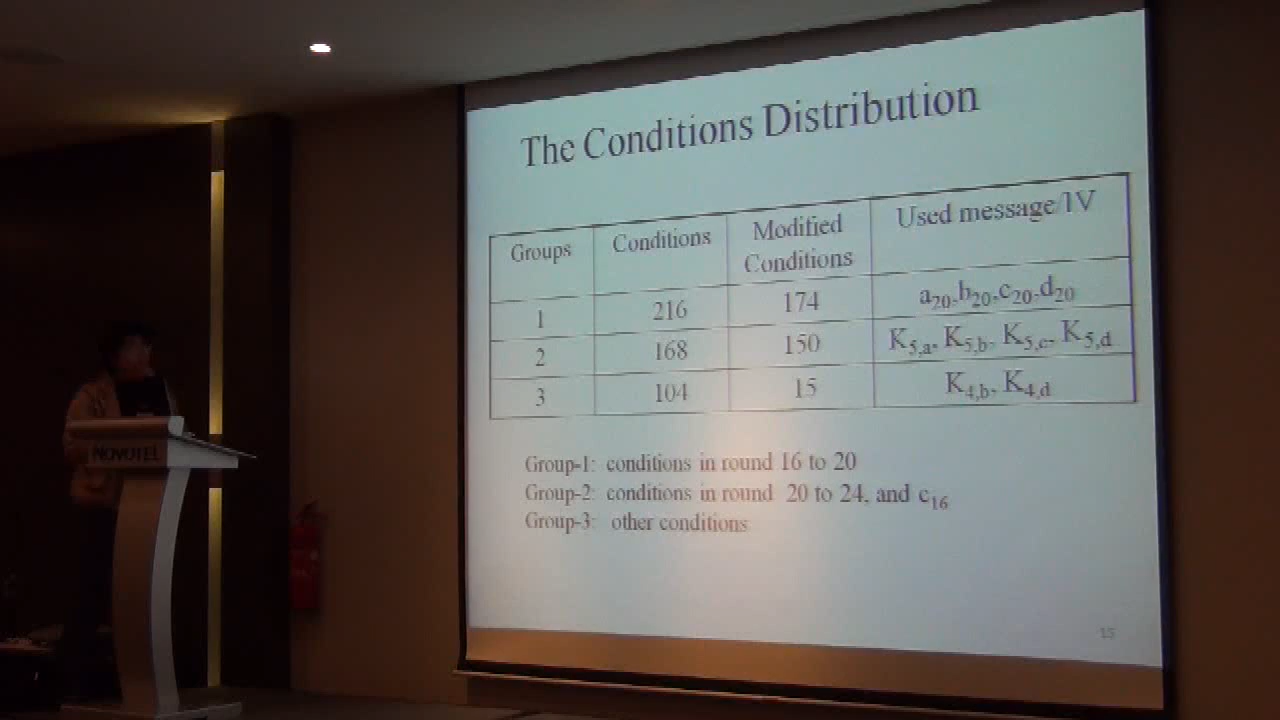 The Conditions Distribution
Groups Conditions Modified Conditions Used message/IV
1 216 174 a20, b20, c20, d20
2 168 150 K5,a, K5,b, K5,c, K5,d
3 104 15 K4,b, K4,d
Group-1: conditions in round 16 to 20
Group-2: conditions in round 20 to 24, and c16
Group-3: other conditions
15
NOVOTEL